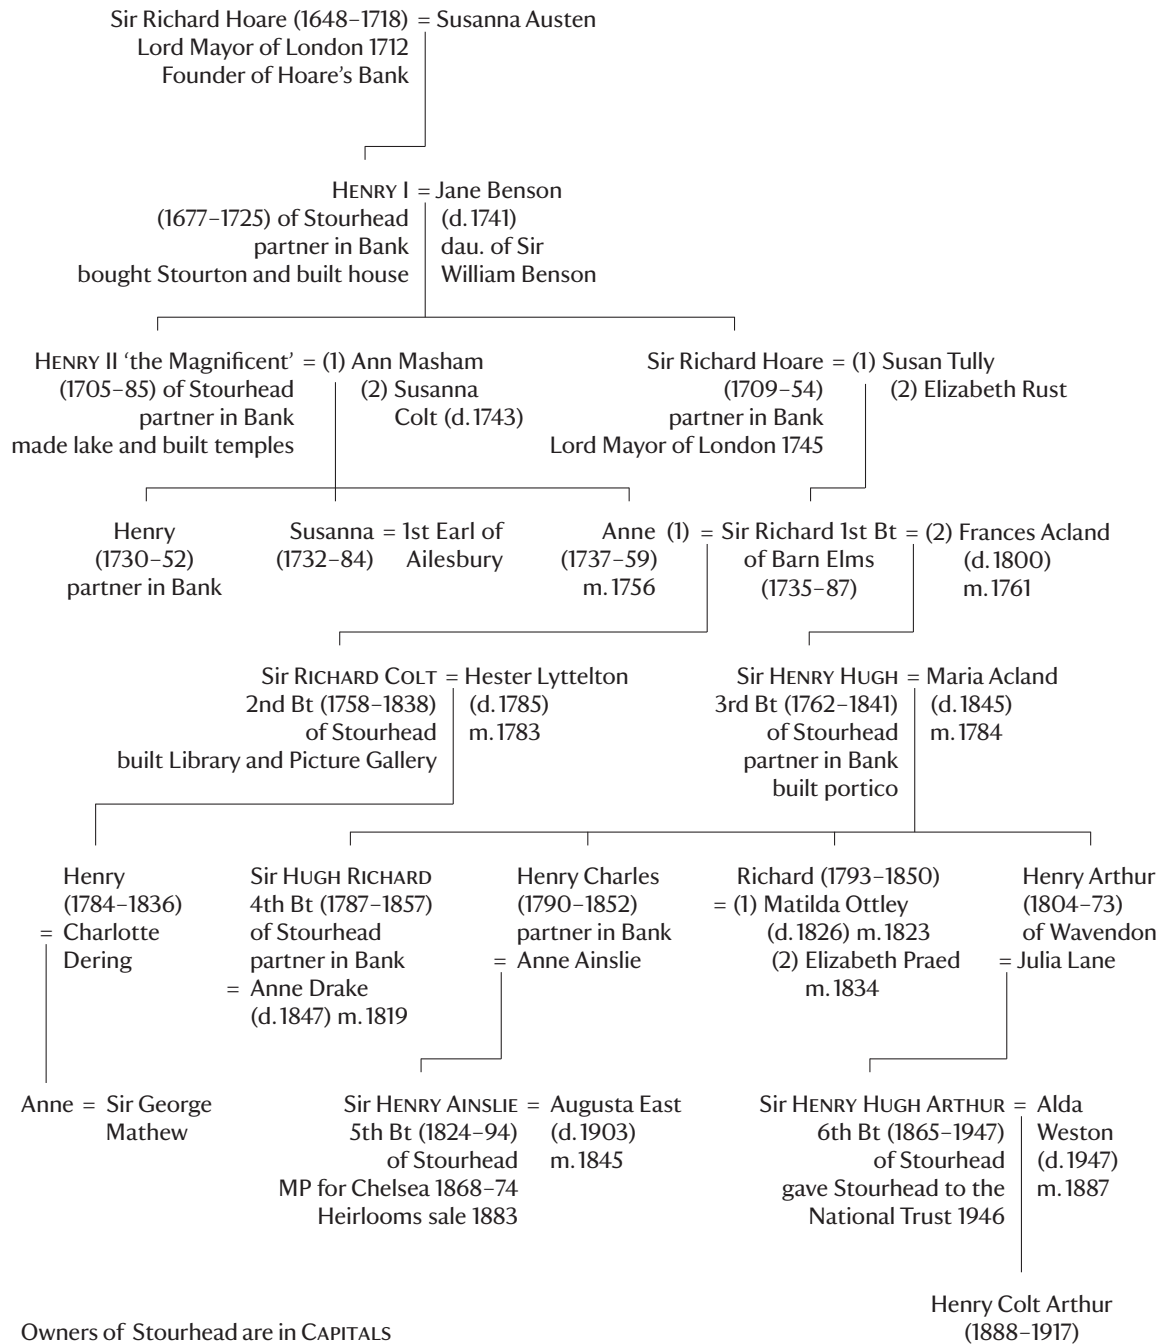 Sir Richard Hoare (1648–1718) = Susanna Austen
Lord Mayor of London 1712
Founder of Hoare's Bank
HENRY I = Jane Benson
(1677–1725) of Stourhead
partner in Bank
bought Stourton and built house
(d. 1741)
dau. of Sir
William Benson
HENRY II 'the Magnificent' = (1) Ann Masham
(1705–85) of Stourhead
partner in Bank
made lake and built temples
(2) Susanna
Colt (d. 1743)
Sir Richard Hoare = (1) Susan Tully
(1709–54)
partner in Bank
Lord Mayor of London 1745
(2) Elizabeth Rust
Henry
(1730–52)
partner in Bank
Susanna = 1st Earl of
(1732–84)
Ailesbury
Anne (1) = Sir Richard 1st Bt = (2) Frances Acland
(1737–59)
m. 1756
of Barn Elms
(1735–87)
(d. 1800)
m. 1761
Sir RICHARD COLT = Hester Lyttelton
2nd Bt (1758–1838)
of Stourhead
built Library and Picture Gallery
(d. 1785)
m. 1783
Sir HENRY HUGH = Maria Acland
3rd Bt (1762–1841)
of Stourhead
partner in Bank
built portico
(d. 1845)
m. 1784
Henry
(1784–1836)
= Charlotte
Dering
Sir HUGH RICHARD
4th Bt (1787–1857)
of Stourhead
partner in Bank
= Anne Drake
(d. 1847) m. 1819
Henry Charles
(1790–1852)
partner in Bank
= Anne Ainslie
Richard (1793–1850)
= (1) Matilda Ottley
(d. 1826) m. 1823
(2) Elizabeth Praed
m. 1834
Henry Arthur
(1804–73)
of Wavendon
= Julia Lane
Anne = Sir George
Mathew
Sir HENRY AINSLIE = Augusta East
5th Bt (1824–94)
of Stourhead
MP for Chelsea 1868–74
Heirlooms sale 1883
(d. 1903)
m. 1845
Sir HENRY HUGH ARTHUR = Alda
6th Bt (1865–1947)
of Stourhead
gave Stourhead to the
National Trust 1946
Weston
(d. 1947)
m. 1887
Henry Colt Arthur
(1888–1917)
Owners of Stourhead are in CAPITALS